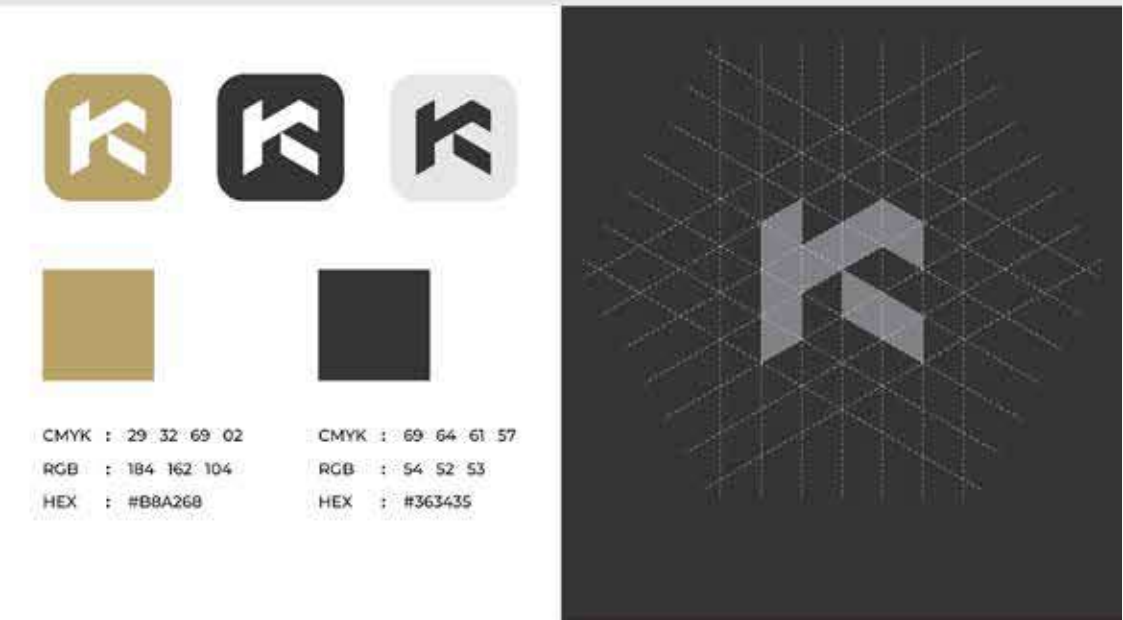 CMYK : 29 32 69 02
RGB : 184 162 104
HEX : #B8A268
CMYK : 69 64 61 57
RGB : 54 52 53
HEX : #363435